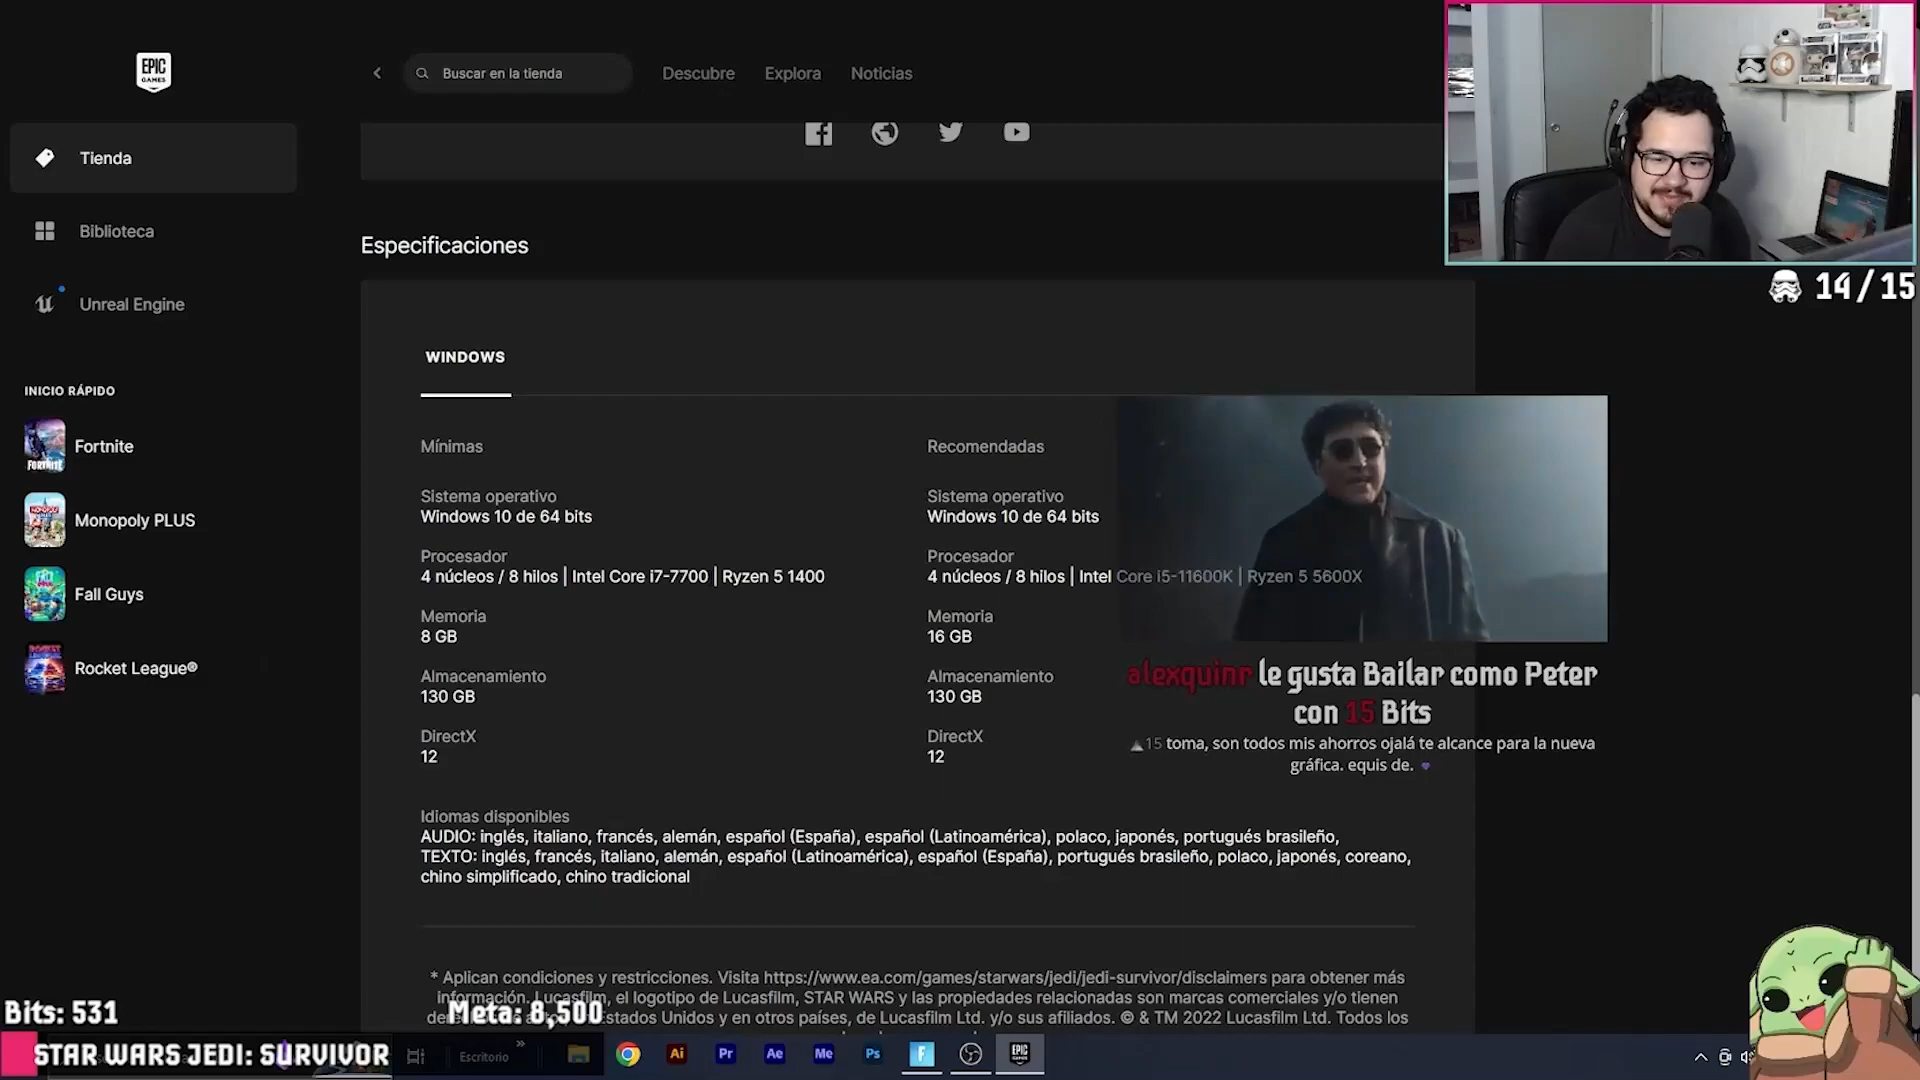 EPIC
GAMES
Buscar en la tienda
Descubre
Explora
Noticias
Tienda
Biblioteca
Unreal Engine
INICIO RÁPIDO
FORTNITE
Fortnite
Monopoly PLUS
Fall Guys
Rocket League®
14 / 15
Especificaciones
WINDOWS
Mínimas
Sistema operativo
Windows 10 de 64 bits
Procesador
4 núcleos / 8 hilos | Intel Core i7-7700 | Ryzen 5 1400
Memoria
8 GB
Almacenamiento
130 GB
DirectX
12
Recomendadas
Sistema operativo
Windows 10 de 64 bits
Procesador
4 núcleos / 8 hilos | Intel Core i5-11600K | Ryzen 5 5600X
Memoria
16 GB
Almacenamiento
130 GB
DirectX
12
alexquinr le gusta Bailar como Peter
con 15 Bits
15 toma, son todos mis ahorros ojalá te alcance para la nueva
gráfica. equis de.
Idiomas disponibles
AUDIO: inglés, italiano, francés, alemán, español (España), español (Latinoamérica), polaco, japonés, portugués brasileño,
TEXTO: inglés, francés, italiano, alemán, español (Latinoamérica), español (España), portugués brasileño, polaco, japonés, coreano,
chino simplificado, chino tradicional
* Aplican condiciones y restricciones. Visita https://www.ea.com/games/starwars/jedi/jedi-survivor/disclaimers para obtener más
información. Lucasfilm, el logotipo de Lucasfilm, STAR WARS y las propiedades relacionadas son marcas comerciales y/o tienen
Estados Unidos y en otros países, de Lucasfilm Ltd. y/o sus afiliados. © & TM 2022 Lucasfilm Ltd. Todos los
Bits: 531
Meta: 8,500
STAR WARS JEDI: SURVIVOR
Escritorio
Ai
Pr
Ae
Me
Ps
EPIC